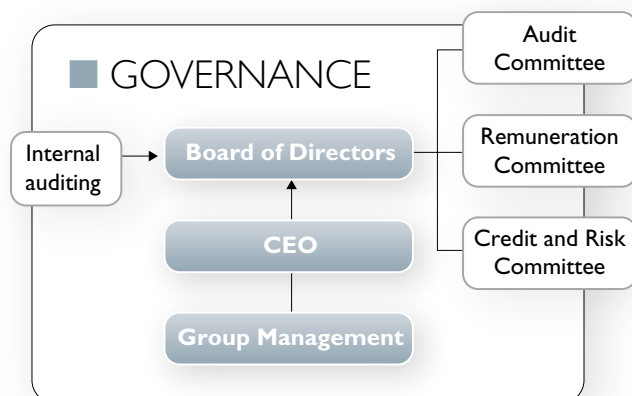 GOVERNANCE
Audit
Committee
Internal
auditing
Board of Directors
Remuneration
Committee
CEO
Credit and Risk
Committee
Group Management